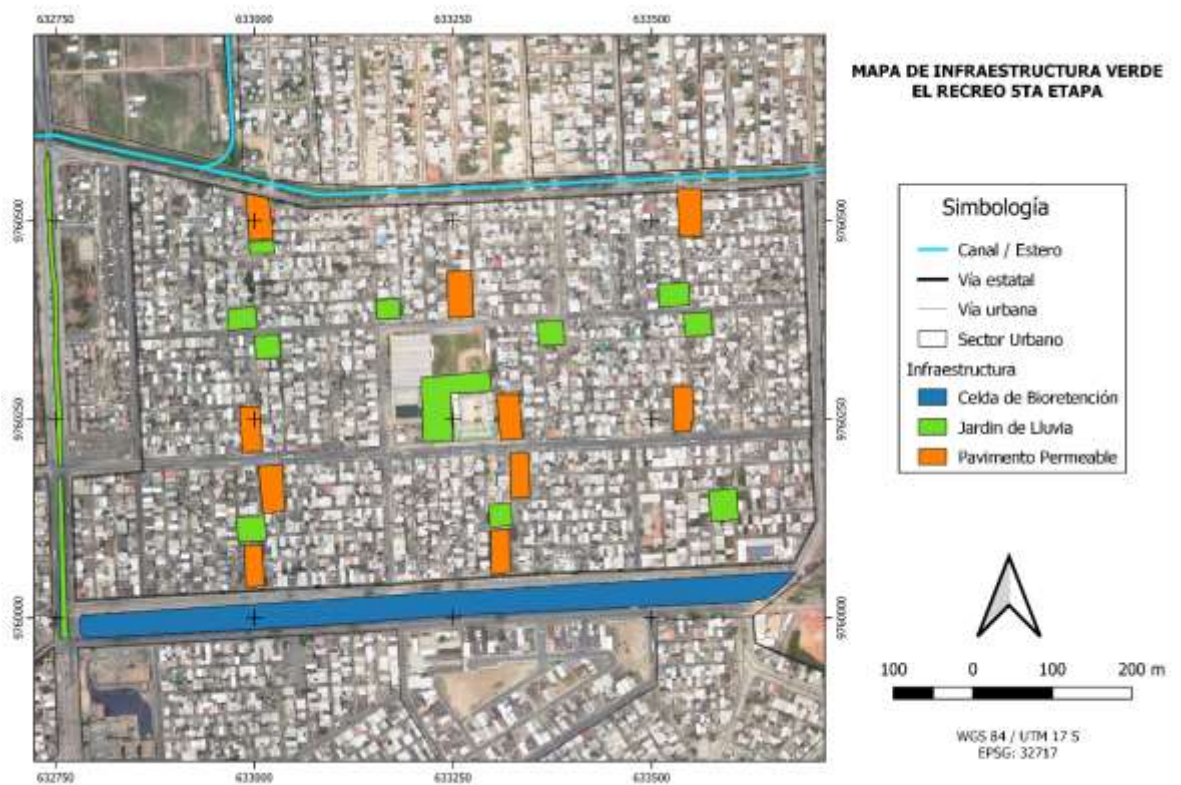 632750 633000 633250 633500
MAPA DE INFRAESTRUCTURA VERDE
EL RECREO 5TA ETAPA
9760500 9760500
9760250 9760250
9760000 9760000
632750 633000 633250 633500
Simbología
Canal / Estero
Vía estatal
Vía urbana
Sector Urbano
Infraestructura
Celda de Bioretención
Jardin de Lluvia
Pavimento Permeable
100 0 100 200 m
WGS 84 / UTM 17 S
EPSG: 32717